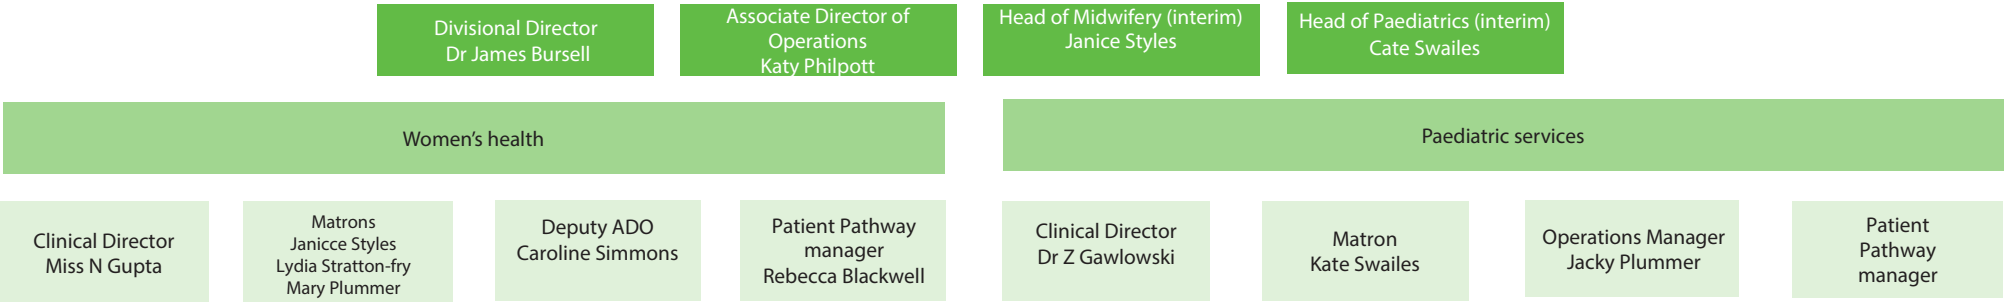 Divisional Director
Dr James Bursell
Associate Director of
Operations
Katy Philpott
Head of Midwifery (interim)
Janice Styles
Head of Paediatrics (interim)
Cate Swailes
Women’s health
Paediatric services
Clinical Director
Miss N Gupta
Matrons
Janicce Styles
Lydia Stratton-fry
Mary Plummer
Deputy ADO
Caroline Simmons
Patient Pathway
manager
Rebecca Blackwell
Clinical Director
Dr Z Gawlowski
Matron
Kate Swailes
Operations Manager
Jacky Plummer
Patient
Pathway
manager